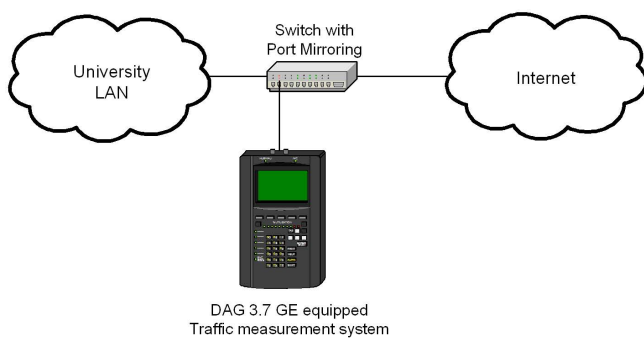 Switch with
Port Mirroring
University
LAN
Internet
DAG 3.7 GE equipped
Traffic measurement system